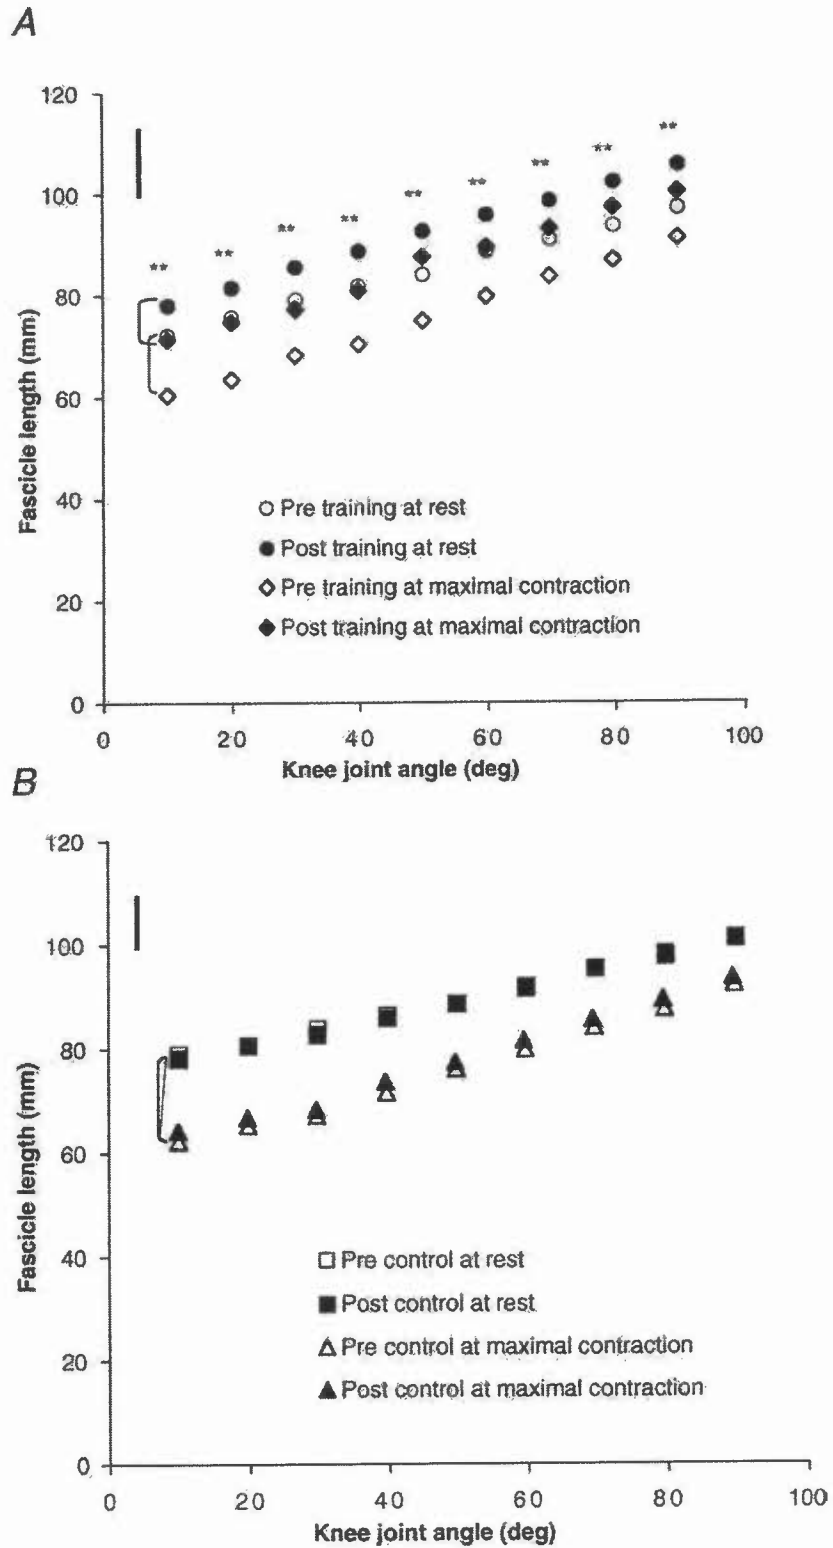 A
120
100
80
60
40
20
0
** ** ** ** ** ** ** ** **
Fascicle length (mm)
Pre training at rest
Post training at rest
Pre training at maximal contraction
Post training at maximal contraction
0 20 40 60 80 100
Knee joint angle (deg)
B
120
100
80
60
40
20
0
Fascicle length (mm)
Pre control at rest
Post control at rest
Pre control at maximal contraction
Post control at maximal contraction
0 20 40 60 80 100
Knee joint angle (deg)